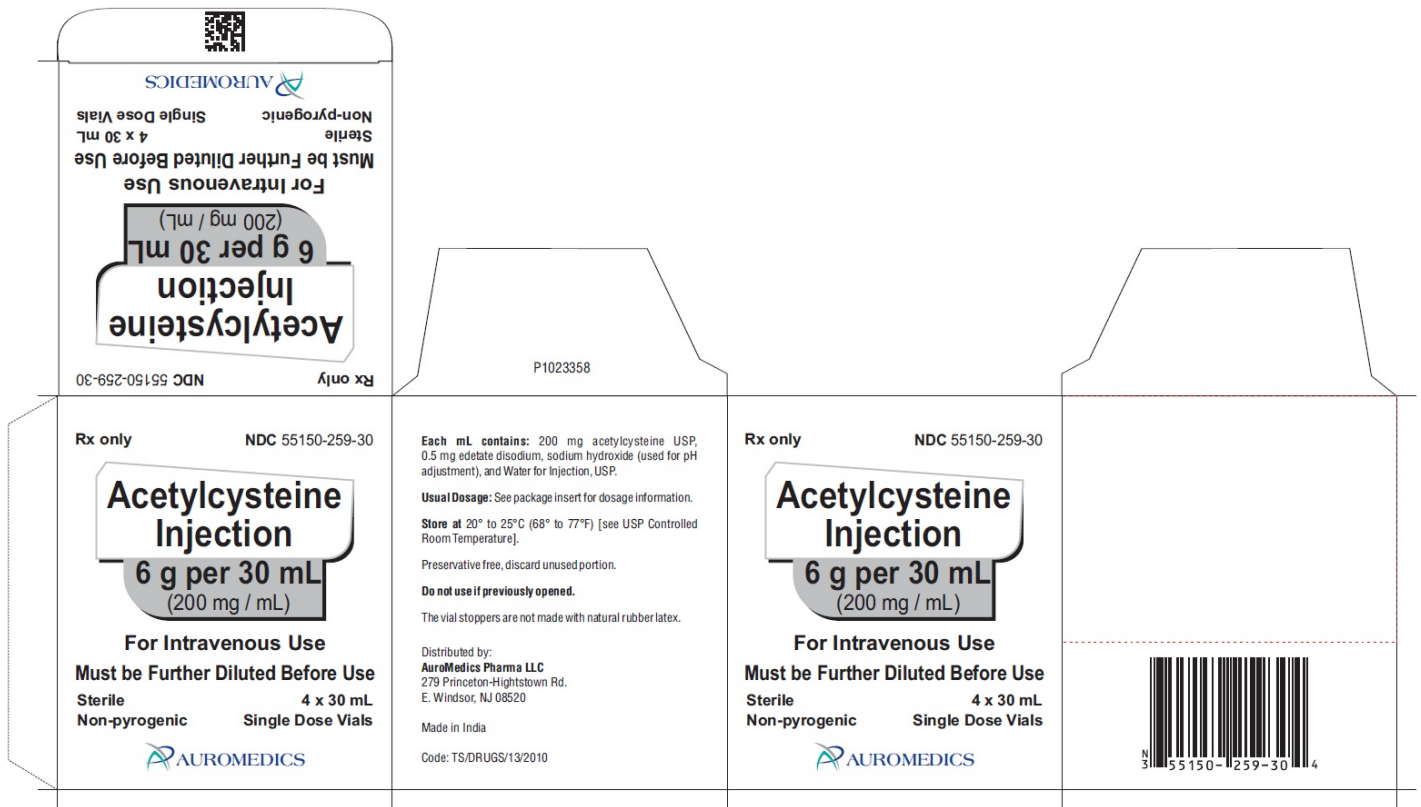 AUROMEDICS
Non-pyrogenic Single Dose Vials
Sterile 4 x 30 mL
Must be Further Diluted Before Use
For Intravenous Use
(200 mg / mL)
6 g per 30 mL
Injection
Acetylcysteine
Rx only NDC 55150-259-30
P1023358
Rx only NDC 55150-259-30
Acetylcysteine
Injection
6 g per 30 mL
(200 mg / mL)
For Intravenous Use
Must be Further Diluted Before Use
Sterile 4 x 30 mL
Non-pyrogenic Single Dose Vials
AUROMEDICS
Each mL contains: 200 mg acetylcysteine USP,
0.5 mg edetate disodium, sodium hydroxide (used for pH
adjustment), and Water for Injection, USP.
Usual Dosage: See package insert for dosage information.
Store at 20° to 25°C (68° to 77°F) [see USP Controlled
Room Temperature].
Preservative free, discard unused portion.
Do not use if previously opened.
The vial stoppers are not made with natural rubber latex.
Distributed by:
AuroMedics Pharma LLC
279 Princeton-Hightstown Rd.
E. Windsor, NJ 08520
Made in India
Code: TS/DRUGS/13/2010
Rx only NDC 55150-259-30
Acetylcysteine
Injection
6 g per 30 mL
(200 mg / mL)
For Intravenous Use
Must be Further Diluted Before Use
Sterile 4 x 30 mL
Non-pyrogenic Single Dose Vials
AUROMEDICS
N
3 55150-259-30 4